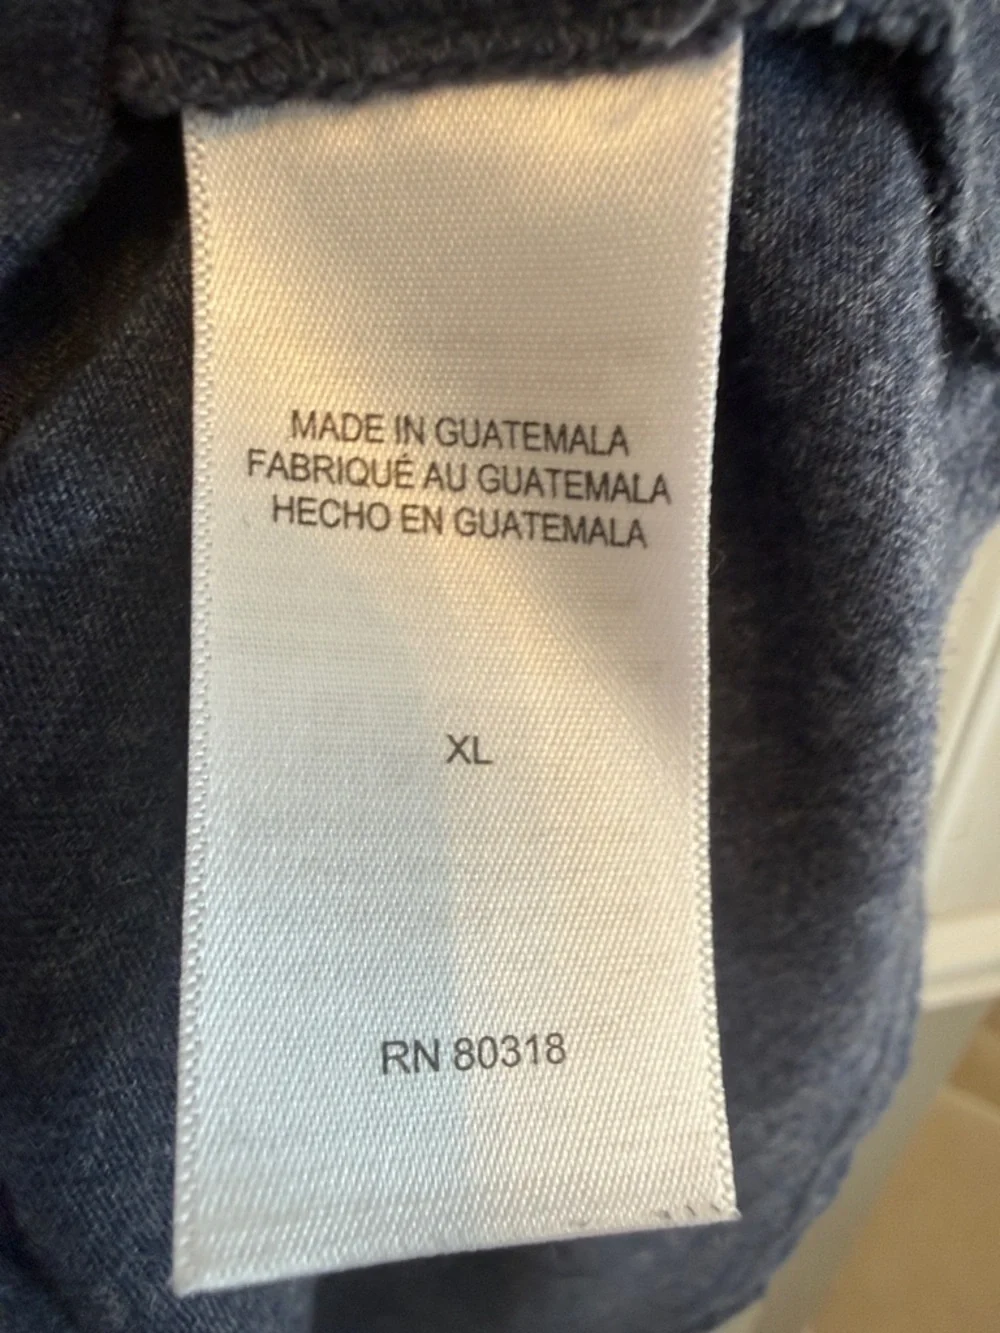 MADE IN GUATEMALA
FABRIQUÉ AU GUATEMALA
HECHO EN GUATEMALA
XL
RN 80318